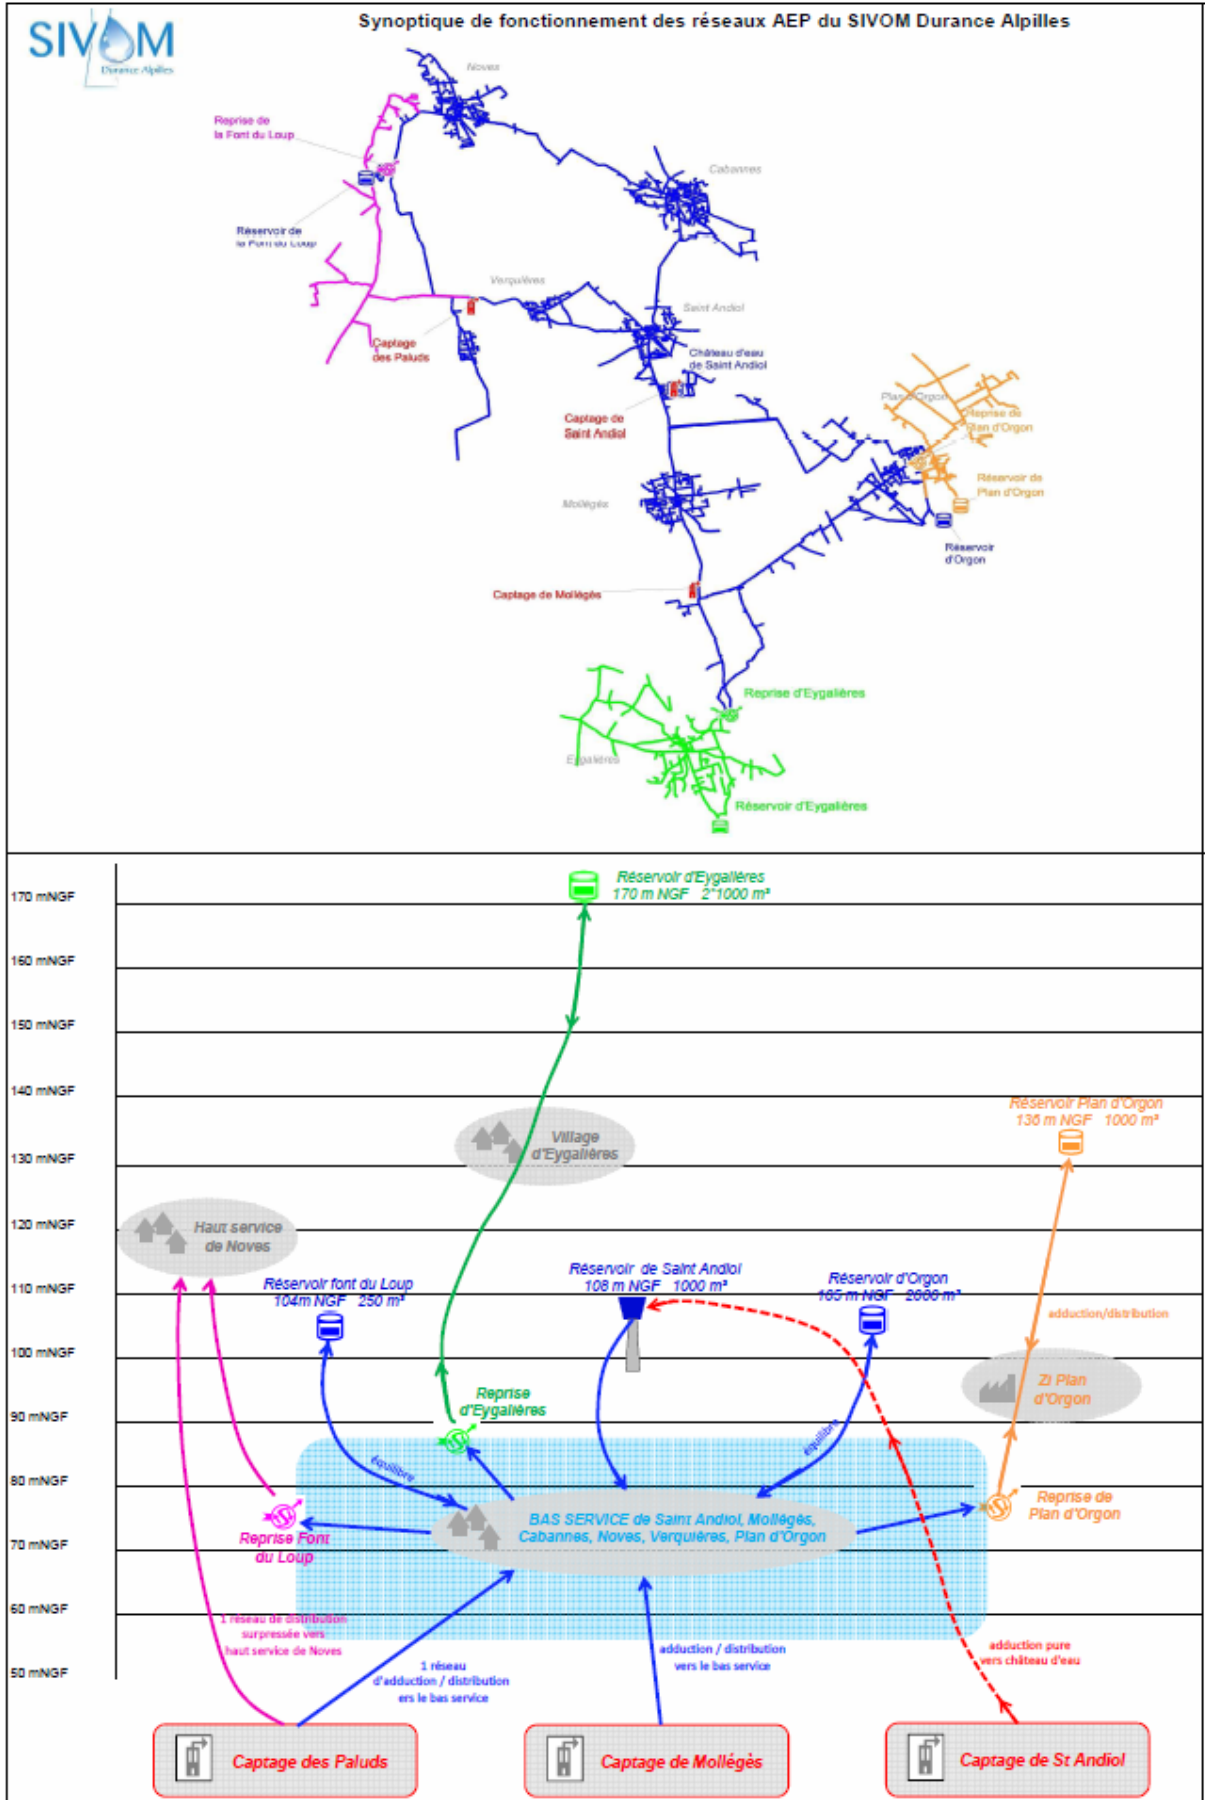 Synoptique de fonctionnement des réseaux AEP du SIVOM Durance Alpilles
SIVOM
Durance Alpilles
Noves
Reprise de
la Font du Loup
Cabannes
Réservoir de
la Font du Loup
Verquières
Saint Andiol
Captage
des Paluds
Château d'eau
de Saint Andiol
Captage de
Saint Andiol
Plan d'Orgon
Reprise de
Plan d'Orgon
Réservoir de
Plan d'Orgon
Mollégès
Réservoir
d'Orgon
Captage de Mollégès
Reprise d'Eygalières
Eygalières
Réservoir d'Eygalières
170 mNGF
160 mNGF
150 mNGF
140 mNGF
130 mNGF
120 mNGF
110 mNGF
100 mNGF
90 mNGF
80 mNGF
70 mNGF
60 mNGF
50 mNGF
Réservoir d'Eygalières
170 m NGF 2*1000 m³
Réservoir Plan d'Orgon
136 m NGF 1000 m³
Village
d'Eygalières
Haut service
de Noves
Réservoir font du Loup
104m NGF 250 m³
Réservoir de Saint Andiol
108 m NGF 1000 m³
Réservoir d'Orgon
105 m NGF 2000 m³
adduction/distribution
Zi Plan
d'Orgon
Reprise
d'Eygalières
équilibre
équilibre
BAS SERVICE de Saint Andiol, Mollégès,
Cabannes, Noves, Verquières, Plan d'Orgon
Reprise Font
du Loup
Reprise de
Plan d'Orgon
1 réseau de distribution
surpressée vers
haut service de Noves
1 réseau
d'adduction / distribution
ers le bas service
adduction / distribution
vers le bas service
adduction pure
vers château d'eau
Captage des Paluds
Captage de Mollégès
Captage de St Andiol